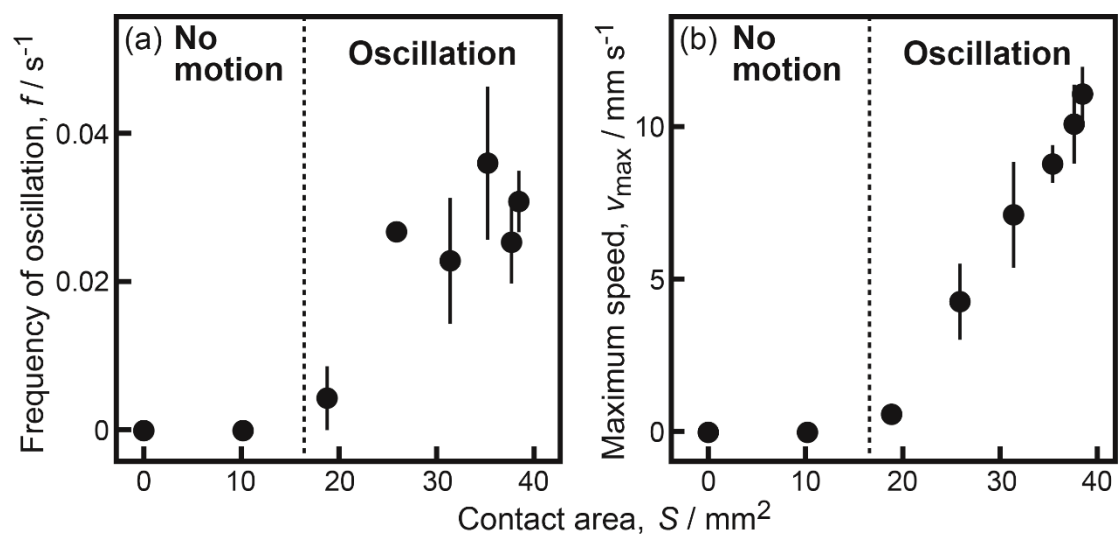 (a) No motion
Oscillation
Frequency of oscillation, f / s⁻¹
0.04
0.02
0
0 10 20 30 40
(b) No motion
Oscillation
Maximum speed, vmax / mm s⁻¹
10
5
0
0 10 20 30 40
Contact area, S / mm²